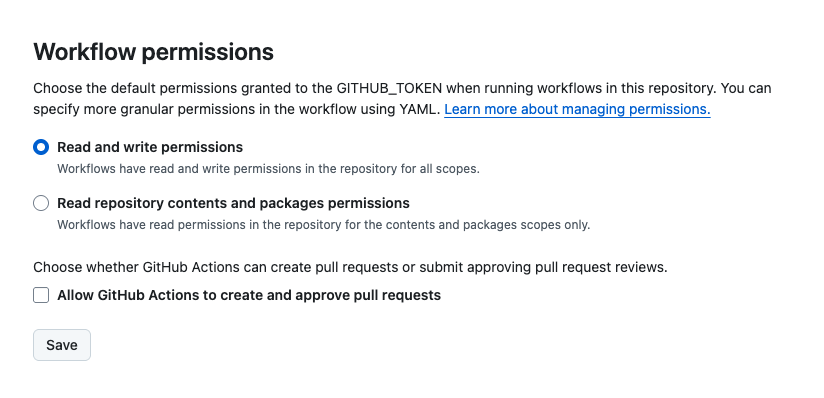 Workflow permissions
Choose the default permissions granted to the GITHUB_TOKEN when running workflows in this repository. You can
specify more granular permissions in the workflow using YAML. Learn more about managing permissions.
Read and write permissions
Workflows have read and write permissions in the repository for all scopes.
Read repository contents and packages permissions
Workflows have read permissions in the repository for the contents and packages scopes only.
Choose whether GitHub Actions can create pull requests or submit approving pull request reviews.
Allow GitHub Actions to create and approve pull requests
Save